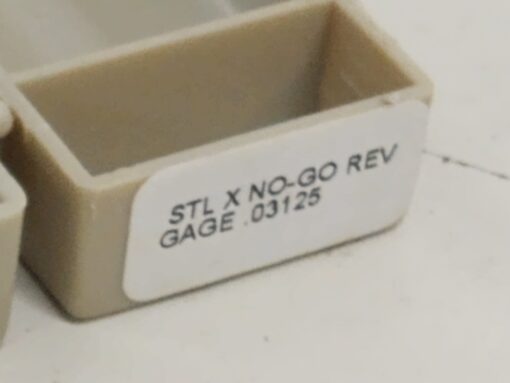 STL X NO-GO REV
GAGE .03125